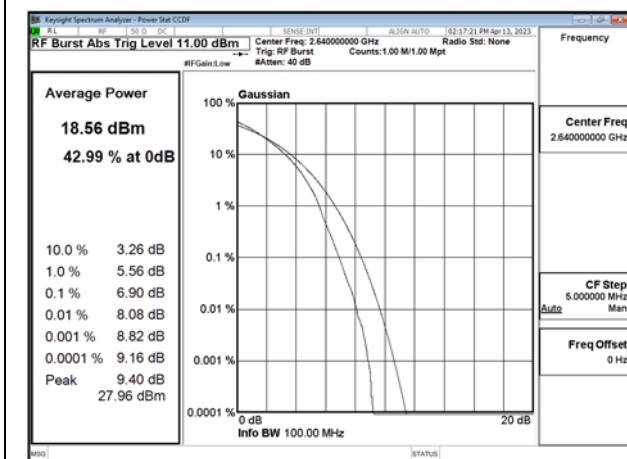 Keysight Spectrum Analyzer - Power Stat CCDF
RL RF 50 Ω DC SENSE:INT ALIGN AUTO 02:17:21 PM Apr 13, 2023
RF Burst Abs Trig Level 11.00 dBm
Center Freq: 2.640000000 GHz Radio Std: None
Trig: RF Burst Counts:1.00 M/1.00 Mpt
#IFGain:Low #Atten: 40 dB
Frequency
Average Power
18.56 dBm
42.99 % at 0dB
10.0 % 3.26 dB
1.0 % 5.56 dB
0.1 % 6.90 dB
0.01 % 8.08 dB
0.001 % 8.82 dB
0.0001 % 9.16 dB
Peak 9.40 dB
27.96 dBm
Gaussian
100 %
10 %
1 %
0.1 %
0.01 %
0.001 %
0.0001 %
0 dB 20 dB
Info BW 100.00 MHz
Center Freq
2.640000000 GHz
CF Step
5.000000 MHz
Auto Man
Freq Offset
0 Hz
MSG STATUS